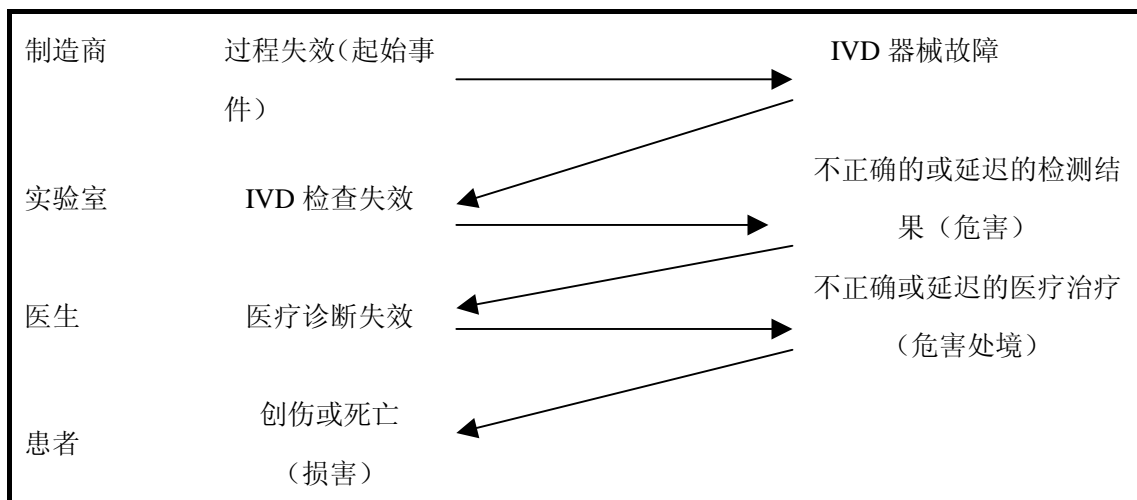 制造商
过程失效（起始事
件）
IVD 器械故障
实验室
IVD 检查失效
不正确的或延迟的检测结
果（危害）
医生
医疗诊断失效
不正确或延迟的医疗治疗
（危害处境）
患者
创伤或死亡
（损害）